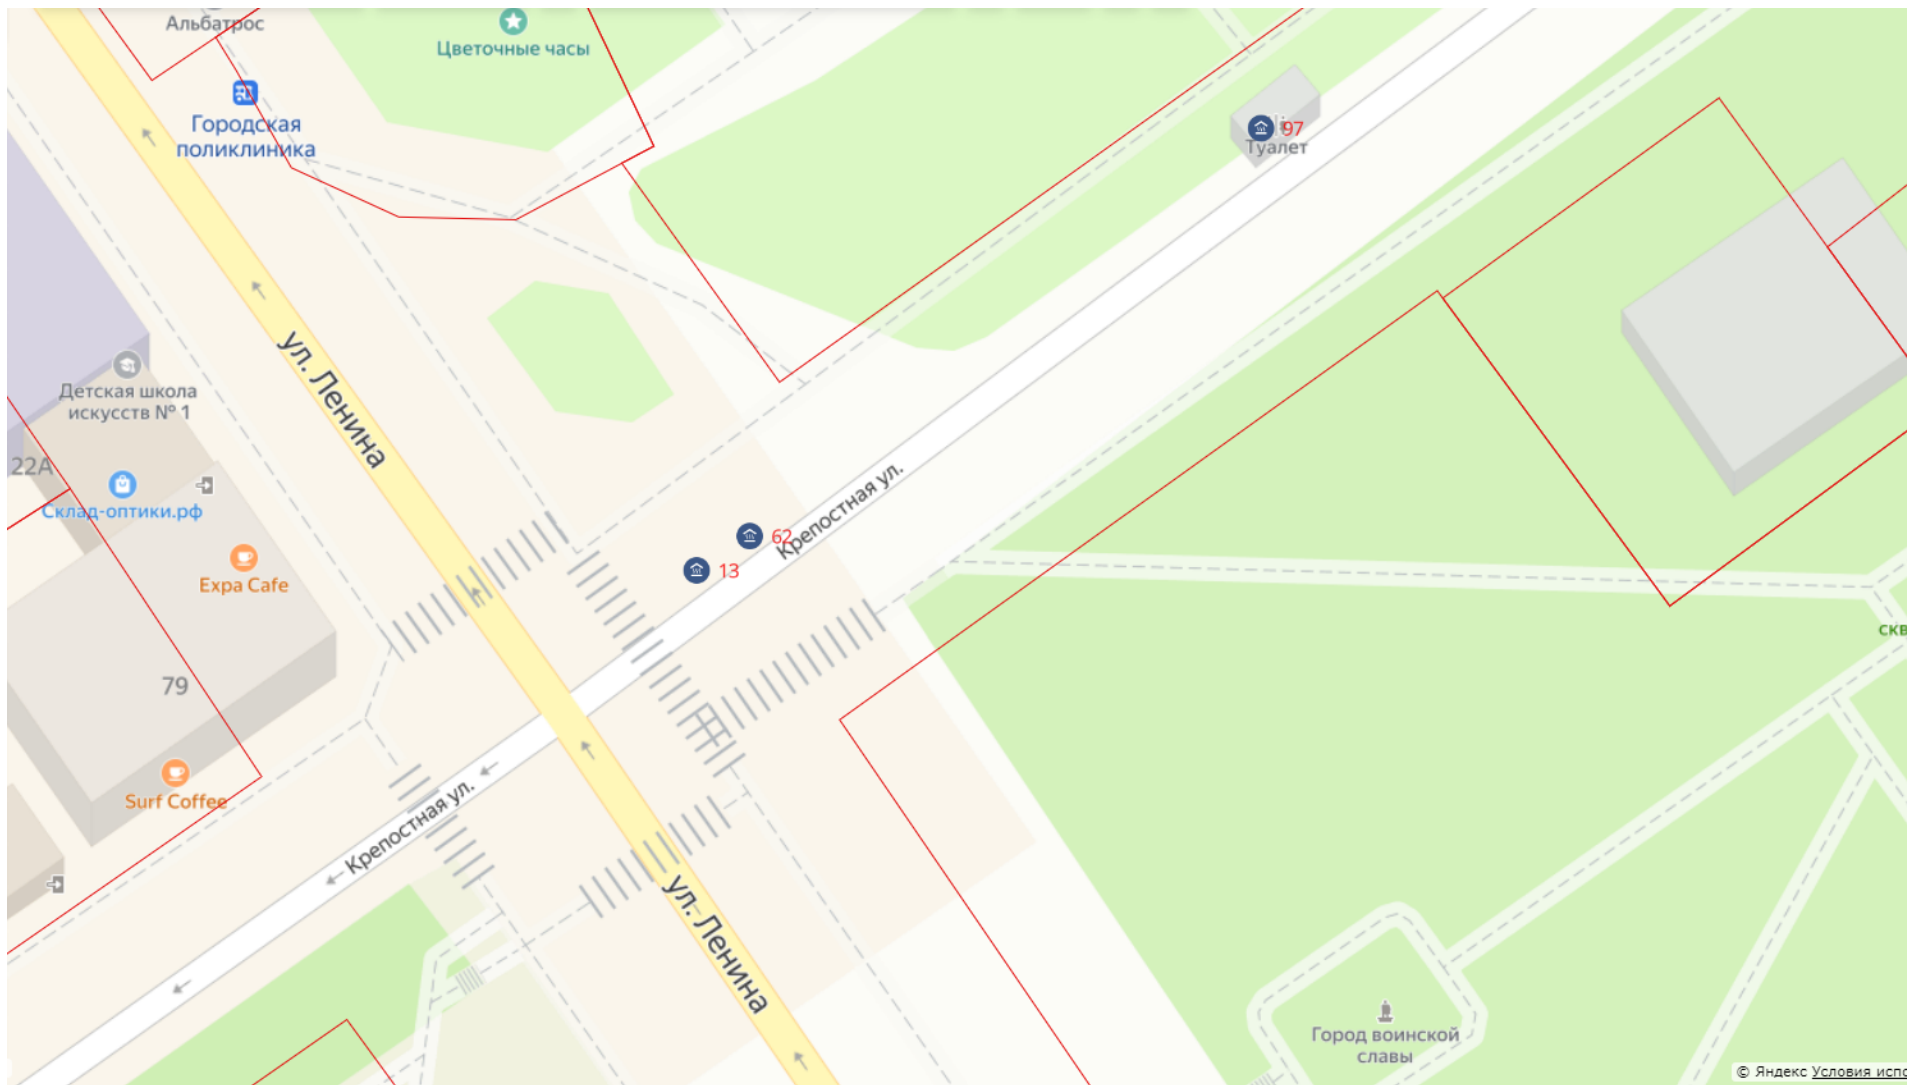 Альбатрос
Цветочные часы
Городская
поликлиника
97
Туалет
ул. Ленина
Детская школа
искусств № 1
22А
Склад-оптики.рф
Крепостная ул.
62
13
Expa Cafe
79
скв
Surf Coffee
Крепостная ул.
ул. Ленина
Город воинской
славы
© Яндекс Условия испо